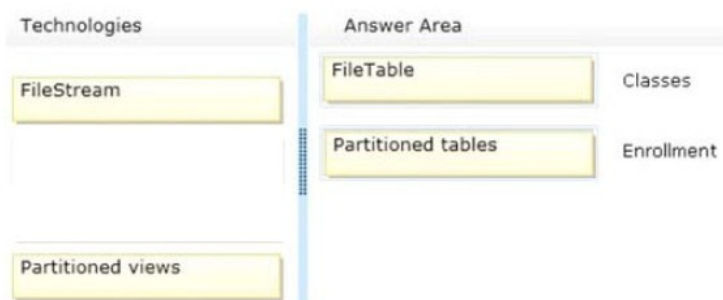 Technologies
Answer Area
FileStream
FileTable
Classes
Partitioned tables
Enrollment
Partitioned views